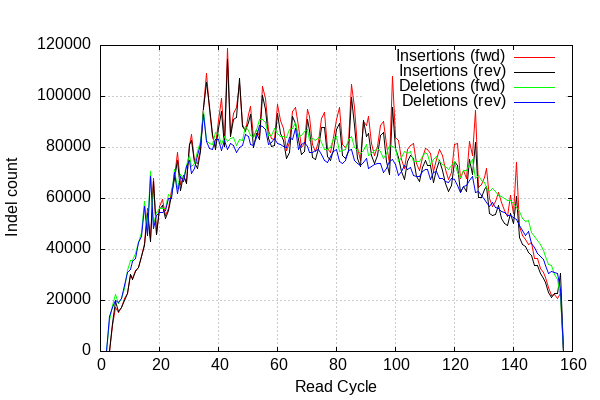 120000
Insertions (fwd)
Insertions (rev)
Deletions (fwd)
Deletions (rev)
100000
80000
60000
40000
20000
0
Indel count
0 20 40 60 80 100 120 140 160
Read Cycle